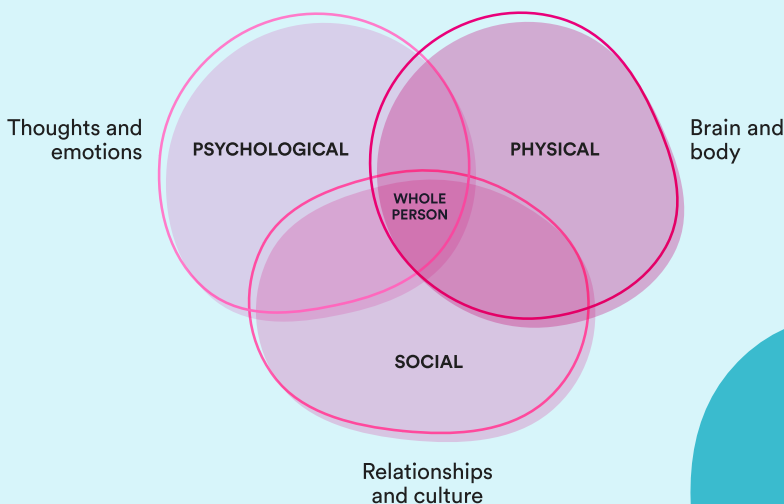 Thoughts and
emotions
PSYCHOLOGICAL
PHYSICAL
Brain and
body
WHOLE
PERSON
SOCIAL
Relationships
and culture